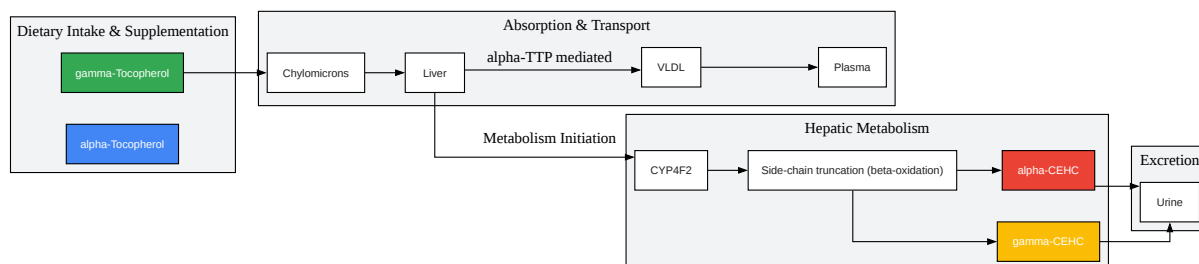 Dietary Intake & Supplementation
gamma-Tocopherol
alpha-Tocopherol
Absorption & Transport
Chylomicrons
Liver
alpha-TTP mediated
VLDL
Plasma
Metabolism Initiation
Hepatic Metabolism
CYP4F2
Side-chain truncation (beta-oxidation)
alpha-CEHC
gamma-CEHC
Excretion
Urine